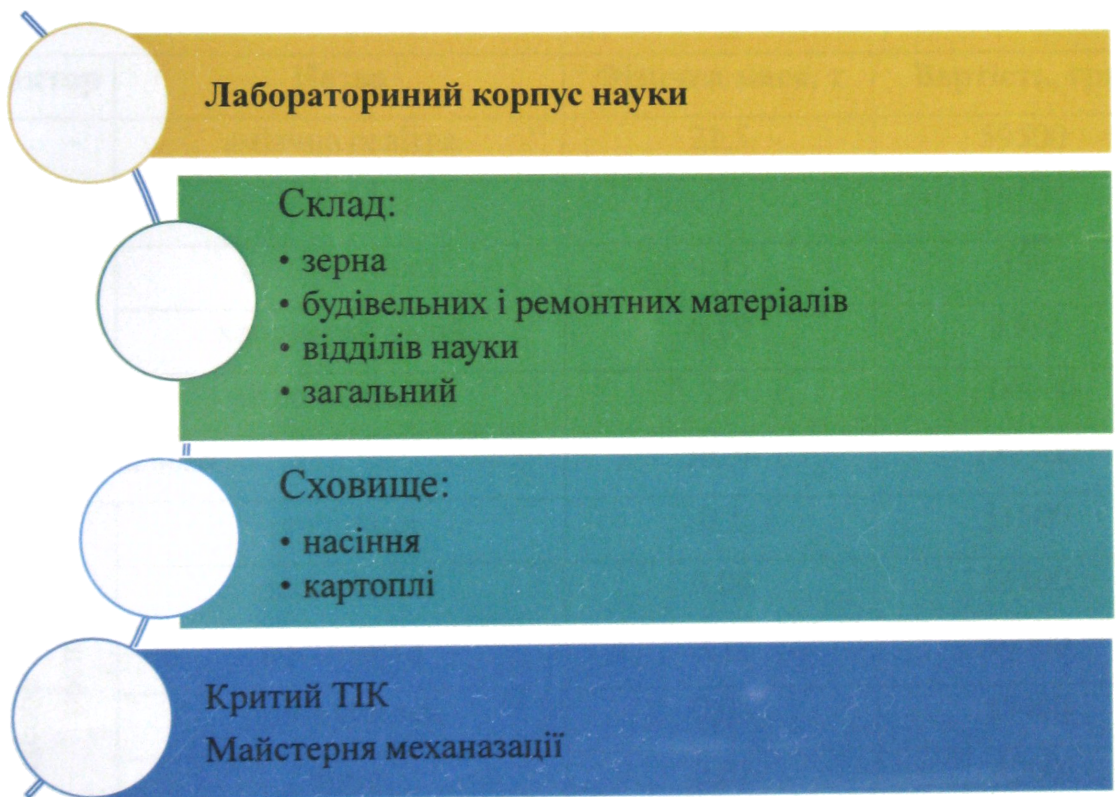 Лабораториний корпус науки
Склад:
• зерна
• будівельних і ремонтних матеріалів
• відділів науки
• загальний
Сховище:
• насіння
• картоплі
Критий ТІК
Майстерня механазації